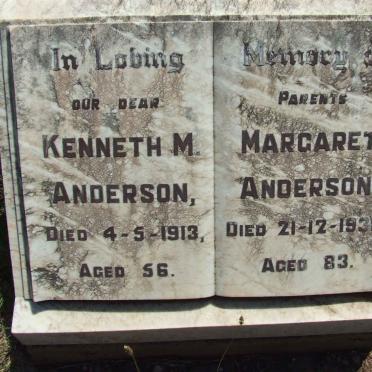 In Loving Memory
OUR DEAR PARENTS
KENNETH M.
ANDERSON,
DIED 4-5-1913,
AGED 56.
MARGARET
ANDERSON
DIED 21-12-193
AGED 83.